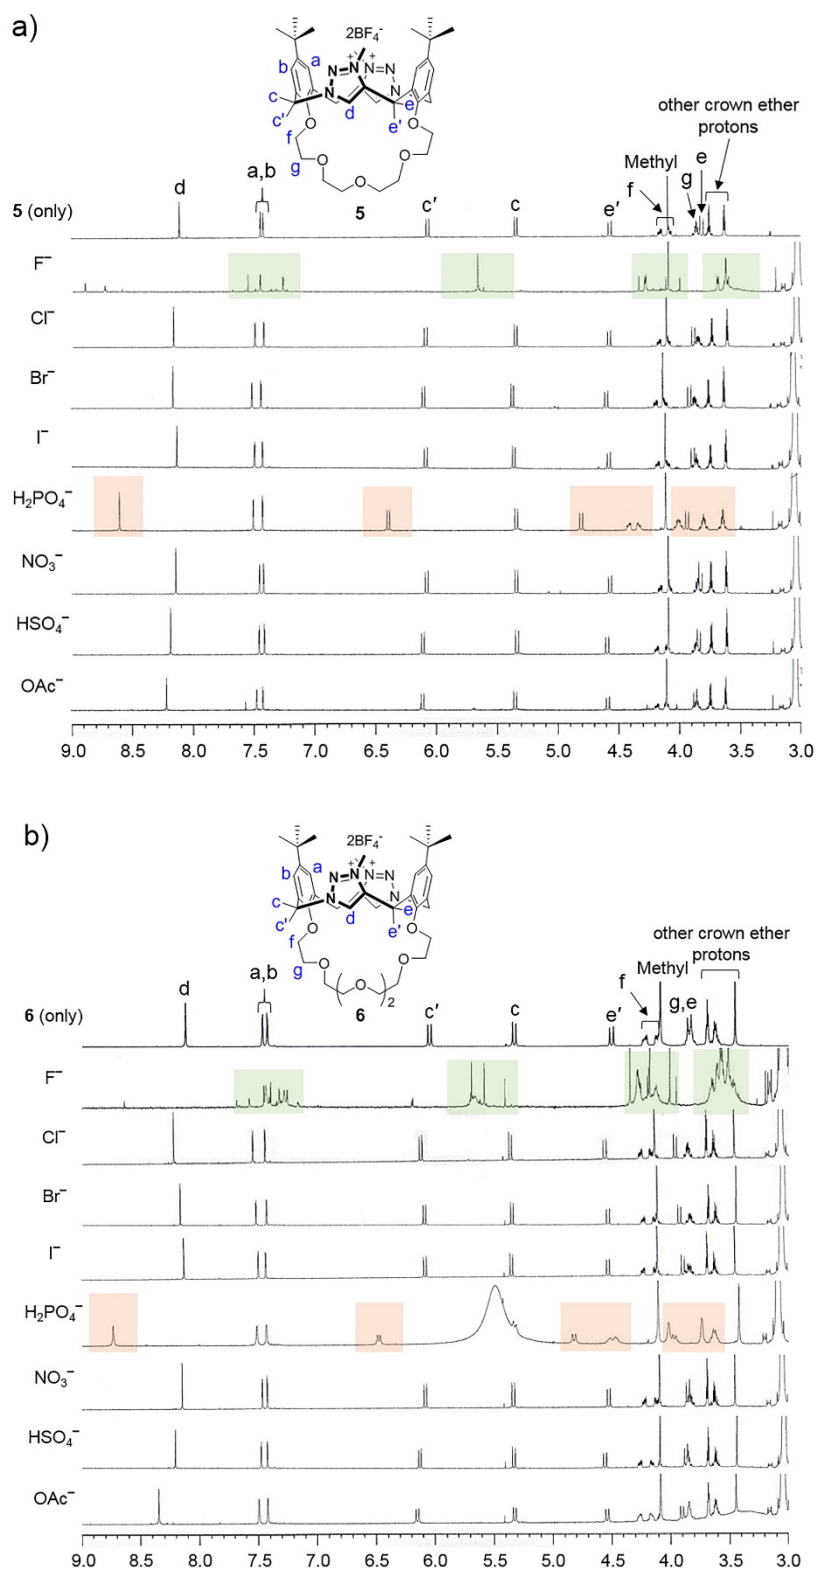 a)
2BF₄⁻
b a
N N⁺ N⁺ N N
N N
c e
c' d e'
O O
f
g O O
O
5
other crown ether
protons
Methyl
e
f g
d a,b c' c e'
5 (only)
F⁻
Cl⁻
Br⁻
I⁻
H₂PO₄⁻
NO₃⁻
HSO₄⁻
OAc⁻
9.0 8.5 8.0 7.5 7.0 6.5 6.0 5.5 5.0 4.5 4.0 3.5 3.0
b)
2BF₄⁻
b a
N N⁺ N⁺ N N
N N
c e
c' d e'
O O
f
g O O
( O )₂
6
other crown ether
protons
Methyl
f g,e
d a,b c' c e'
6 (only)
F⁻
Cl⁻
Br⁻
I⁻
H₂PO₄⁻
NO₃⁻
HSO₄⁻
OAc⁻
9.0 8.5 8.0 7.5 7.0 6.5 6.0 5.5 5.0 4.5 4.0 3.5 3.0